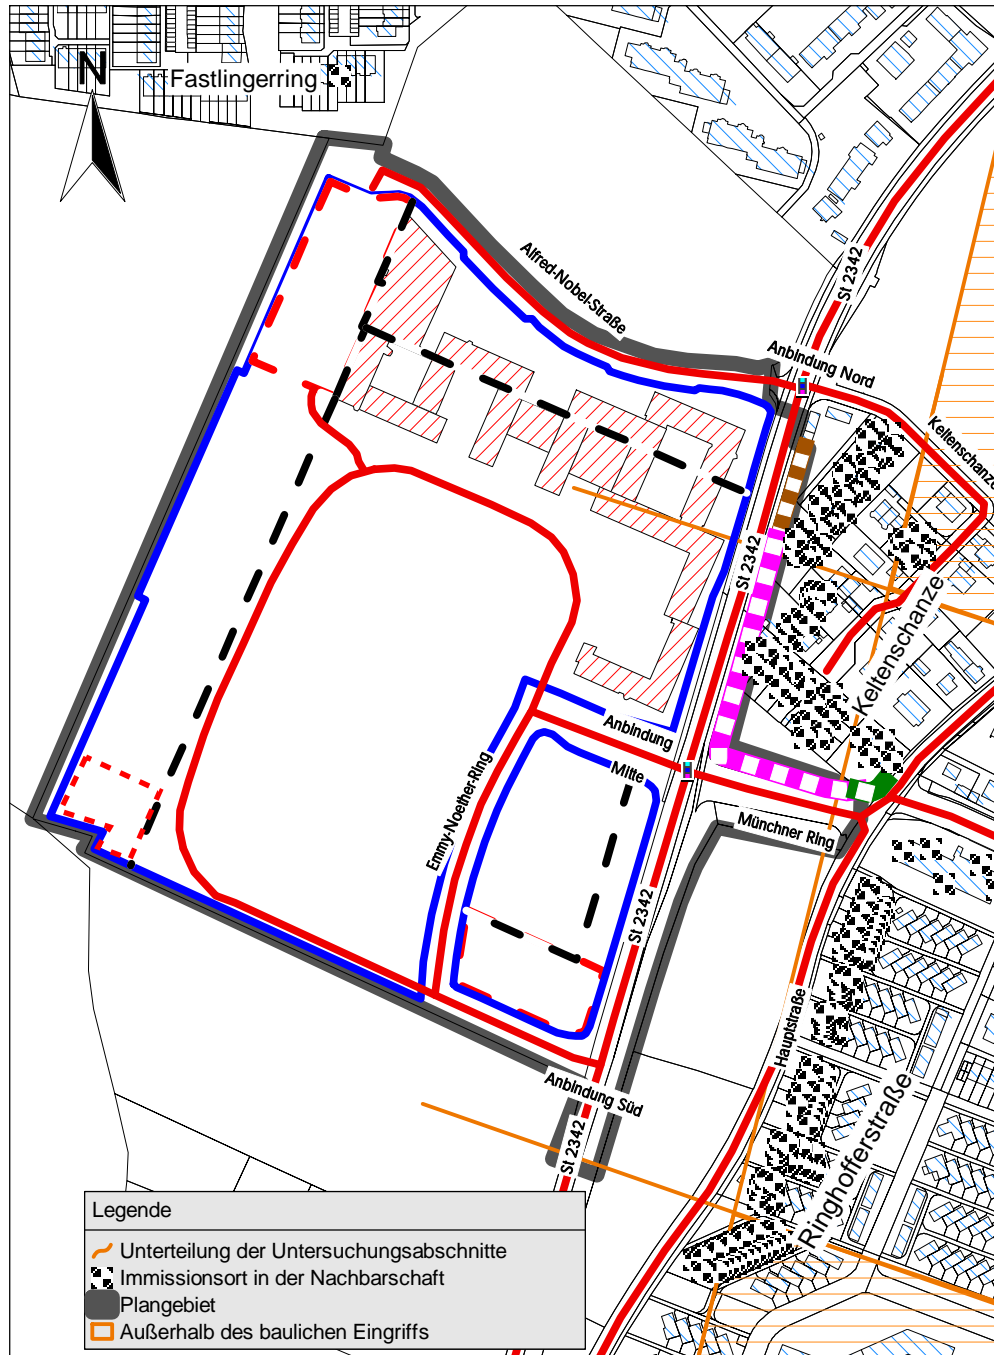 Fastlingerring
N
Alfred-Nobel-Straße
St 2342
Anbindung Nord
Keltenschanze
St 2342
Keltenschanze
Anbindung
Mitte
Emmy-Noether-Ring
Münchner Ring
St 2342
Hauptstraße
Anbindung Süd
St 2342
Ringhofferstraße
Legende
Unterteilung der Untersuchungsabschnitte
Immissionsort in der Nachbarschaft
Plangebiet
Außerhalb des baulichen Eingriffs